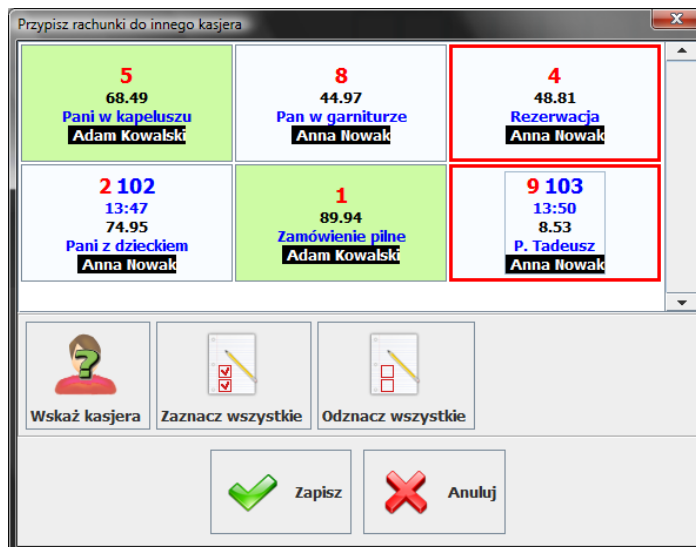 Przypisz rachunki do innego kasjera
5
68.49
Pani w kapeluszu
Adam Kowalski
8
44.97
Pan w garniturze
Anna Nowak
4
48.81
Rezerwacja
Anna Nowak
2 102
13:47
74.95
Pani z dzieckiem
Anna Nowak
1
89.94
Zamówienie pilne
Adam Kowalski
9 103
13:50
8.53
P. Tadeusz
Anna Nowak
Wskaż kasjera
Zaznacz wszystkie
Odznacz wszystkie
Zapisz
Anuluj